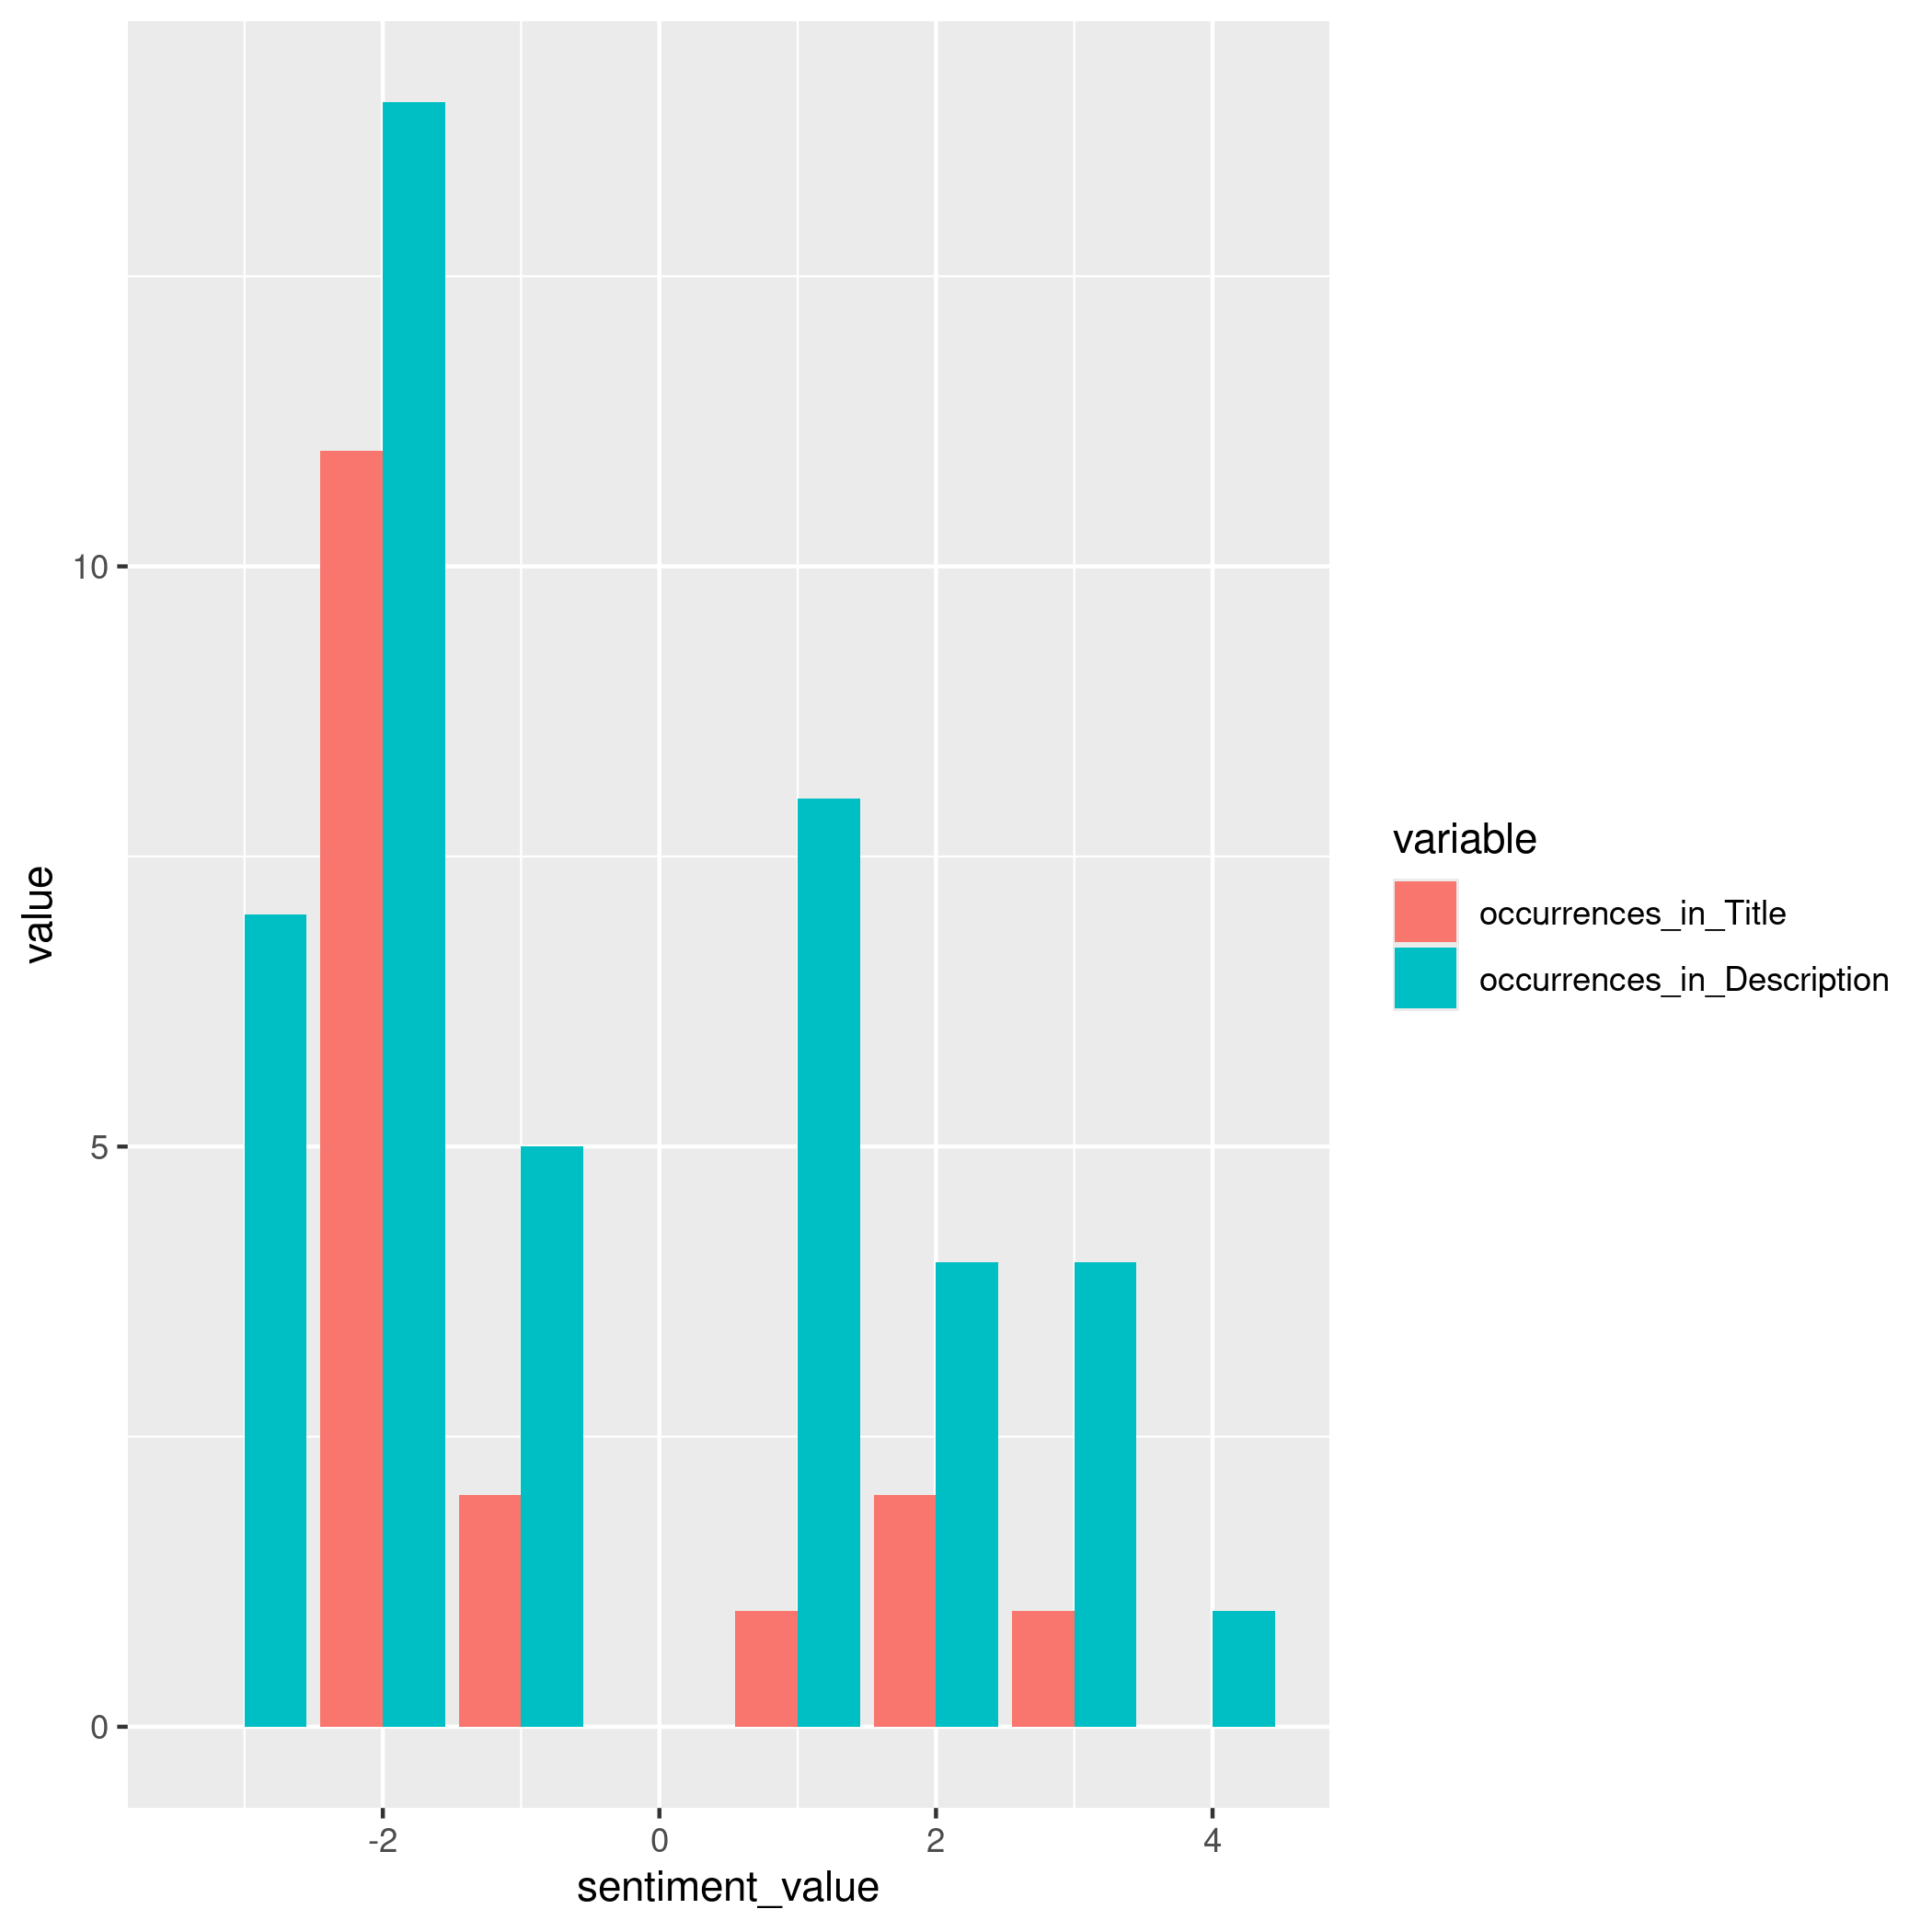 10
5
0
value
-2 0 2 4
sentiment_value
variable
occurrences_in_Title
occurrences_in_Description